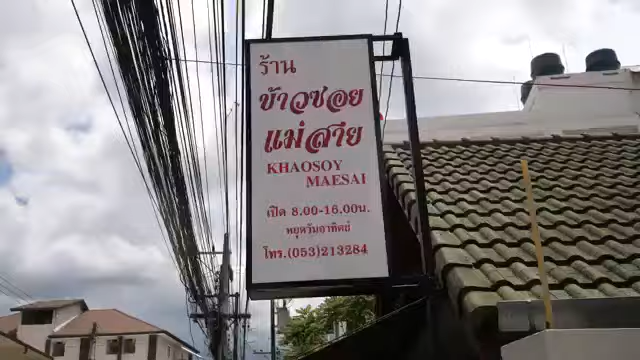 ร้าน
ข้าวซอย
แม่สาย
KHAOSOY
MAESAI
เปิด 8.00-16.00น.
หยุดวันอาทิตย์
โทร.(053)213284